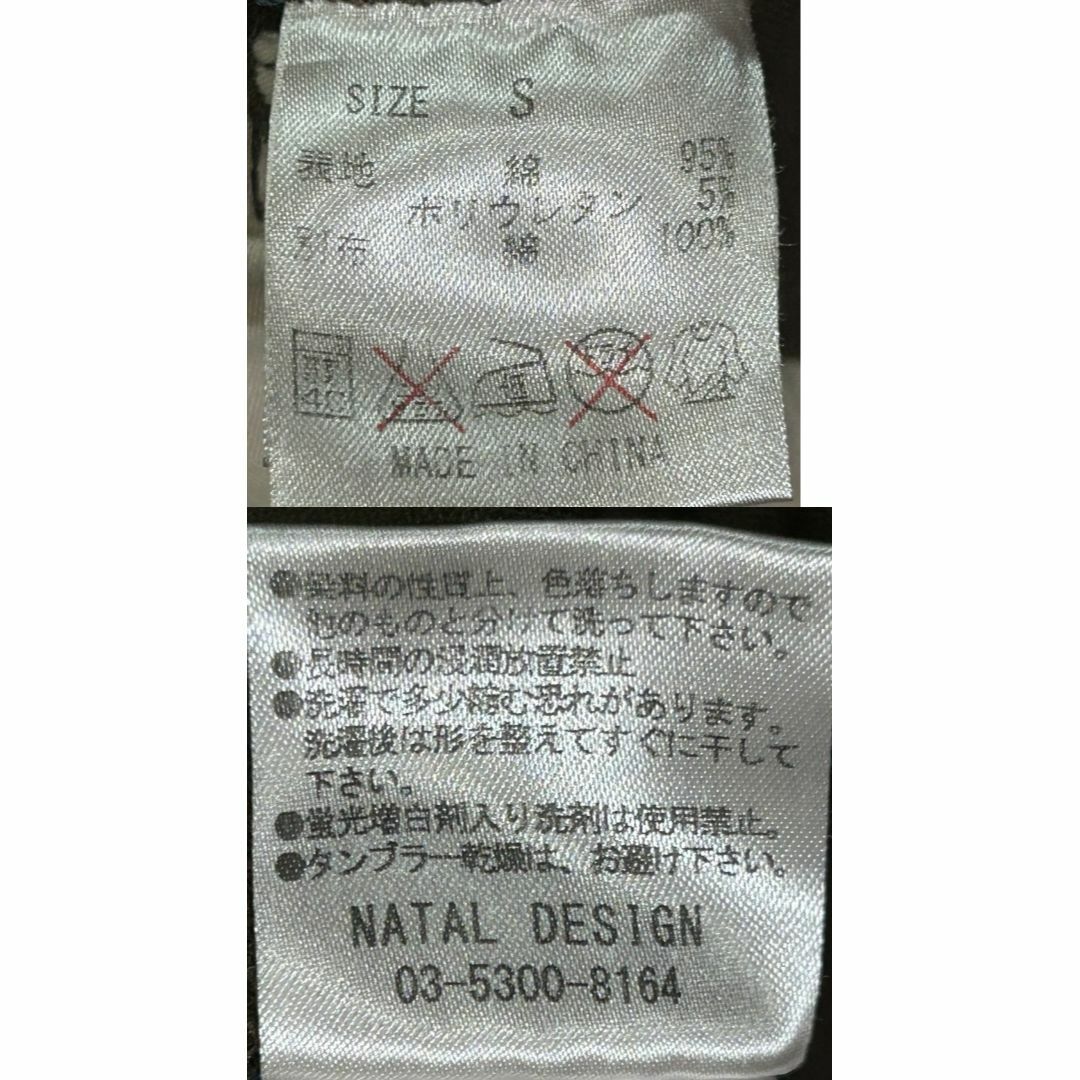 SIZE S
表地 綿 95%
ポリウレタン 5%
別布 綿 100%
40
低
MADE IN CHINA
●染料の性質上、色落ちしますので
他のものと分けて洗って下さい。
●長時間の浸潤放置禁止
●洗濯で多少縮む恐れがあります。
洗濯後は形を整えてすぐに干して
下さい。
●蛍光増白剤入り洗剤は使用禁止。
●タンブラー乾燥は、お避け下さい。
NATAL DESIGN
03-5300-8164